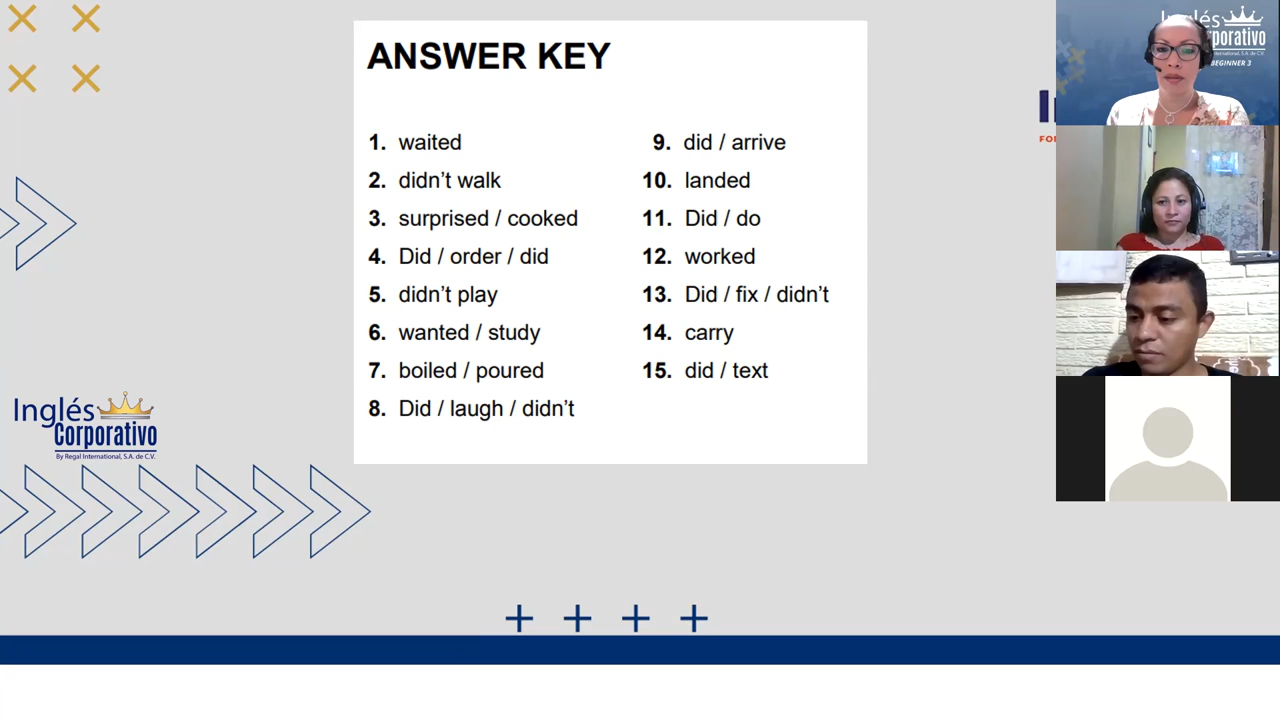 ANSWER KEY
1. waited
2. didn't walk
3. surprised / cooked
4. Did / order / did
5. didn't play
6. wanted / study
7. boiled / poured
8. Did / laugh / didn't
9. did / arrive
10. landed
11. Did / do
12. worked
13. Did / fix / didn't
14. carry
15. did / text
Inglés
Corporativo
By Regal International, S.A. de C.V.
Inglés
BEGINNER 3